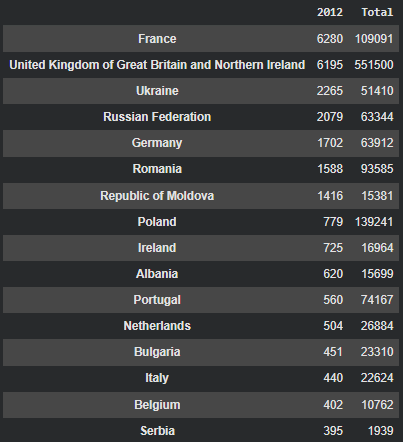 2012 Total
France 6280 109091
United Kingdom of Great Britain and Northern Ireland 6195 551500
Ukraine 2265 51410
Russian Federation 2079 63344
Germany 1702 63912
Romania 1588 93585
Republic of Moldova 1416 15381
Poland 779 139241
Ireland 725 16964
Albania 620 15699
Portugal 560 74167
Netherlands 504 26884
Bulgaria 451 23310
Italy 440 22624
Belgium 402 10762
Serbia 395 1939